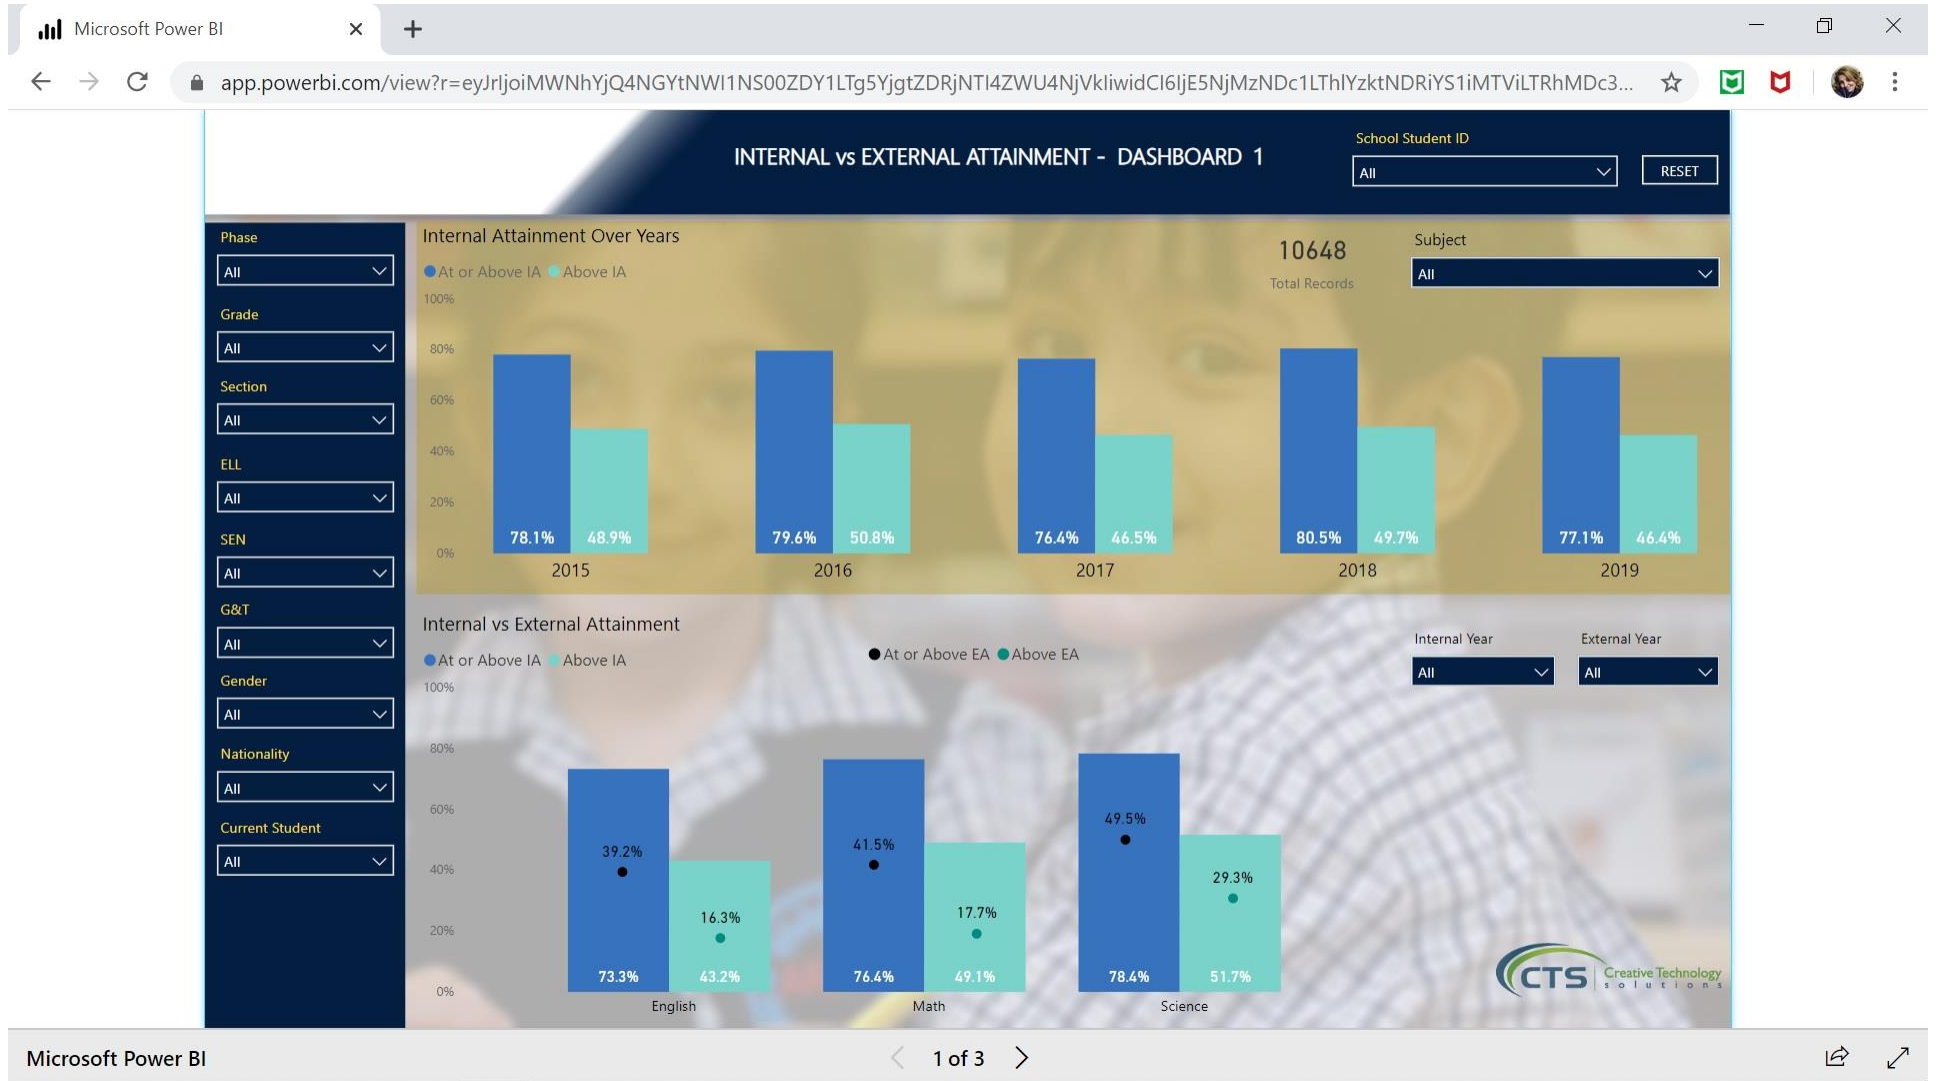 Microsoft Power BI
app.powerbi.com/view?r=eyJrIjoiMWNhYjQ4NGYtNWI1NS00ZDY1LTg5YjgtZDRjNTI4ZWU4NjVkIiwidCI6IjE5NjMzNDc1LThlYzktNDRiYS1iMTViLTRhMDc3...
INTERNAL vs EXTERNAL ATTAINMENT - DASHBOARD 1
School Student ID
All
RESET
Phase
All
Grade
All
Section
All
ELL
All
SEN
All
G&T
All
Gender
All
Nationality
All
Current Student
All
Internal Attainment Over Years
At or Above IA Above IA
10648
Total Records
Subject
All
100%
80%
60%
40%
20%
0%
78.1% 48.9% 79.6% 50.8% 76.4% 46.5% 80.5% 49.7% 77.1% 46.4%
2015 2016 2017 2018 2019
Internal vs External Attainment
At or Above IA Above IA
At or Above EA Above EA
Internal Year
All
External Year
All
100%
80%
60%
40%
20%
0%
39.2%
16.3%
41.5%
17.7%
49.5%
29.3%
73.3% 43.2% 76.4% 49.1% 78.4% 51.7%
English Math Science
CTS Creative Technology
solutions
Microsoft Power BI
1 of 3